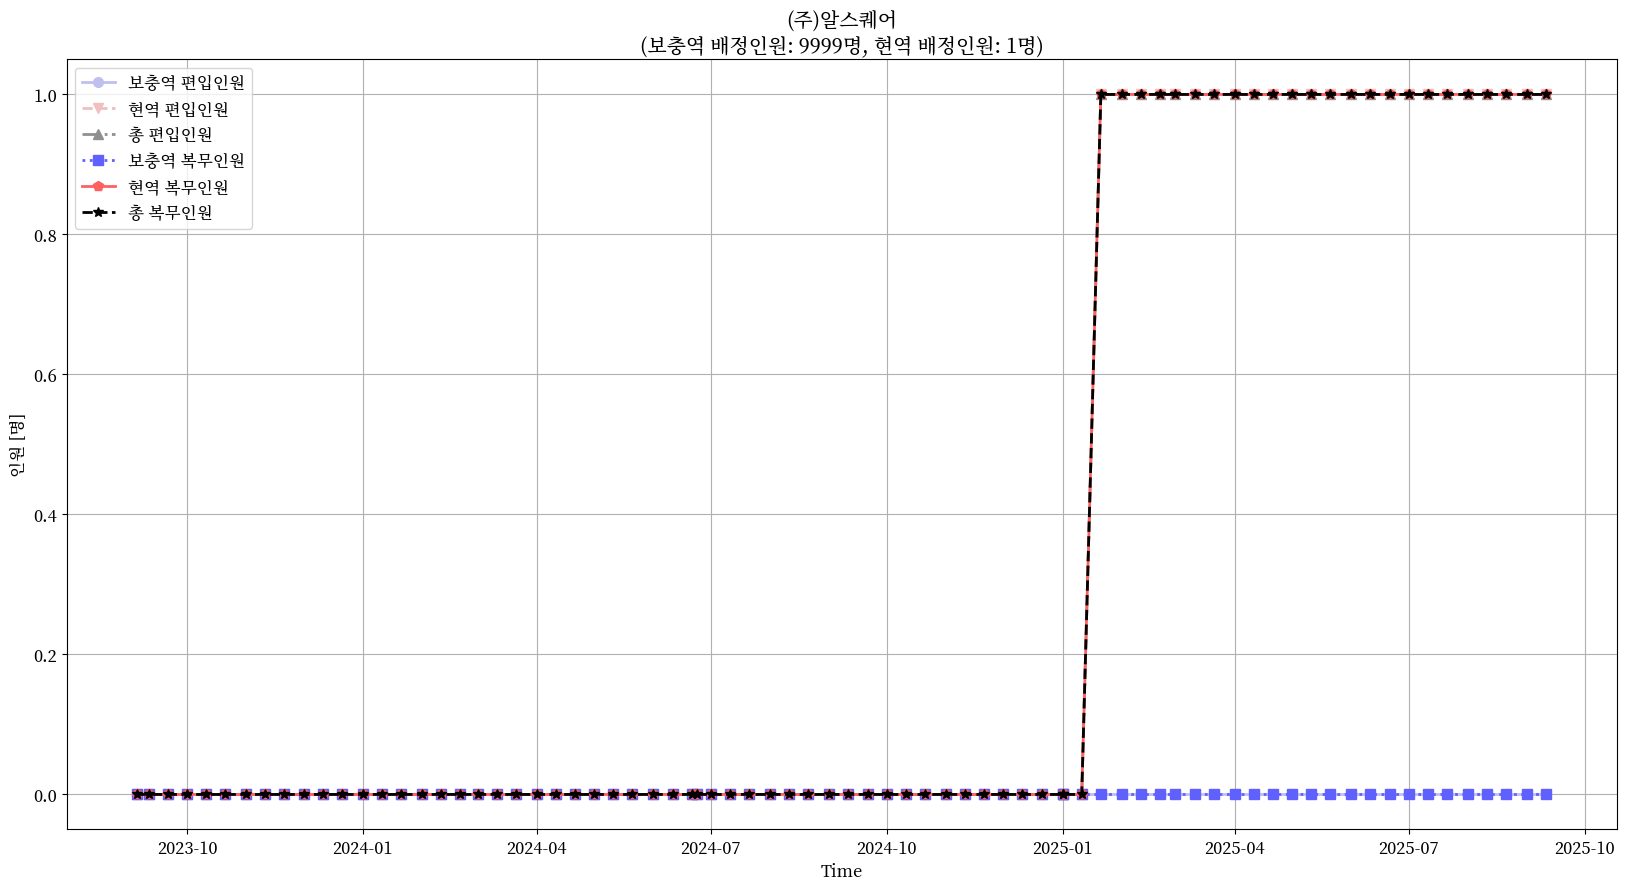 (주)알스퀘어
(보충역 배정인원: 9999명, 현역 배정인원: 1명)
보충역 편입인원
현역 편입인원
총 편입인원
보충역 복무인원
현역 복무인원
총 복무인원
1.0
0.8
0.6
0.4
0.2
0.0
인원 [명]
2023-10
2024-01
2024-04
2024-07
2024-10
2025-01
2025-04
2025-07
2025-10
Time